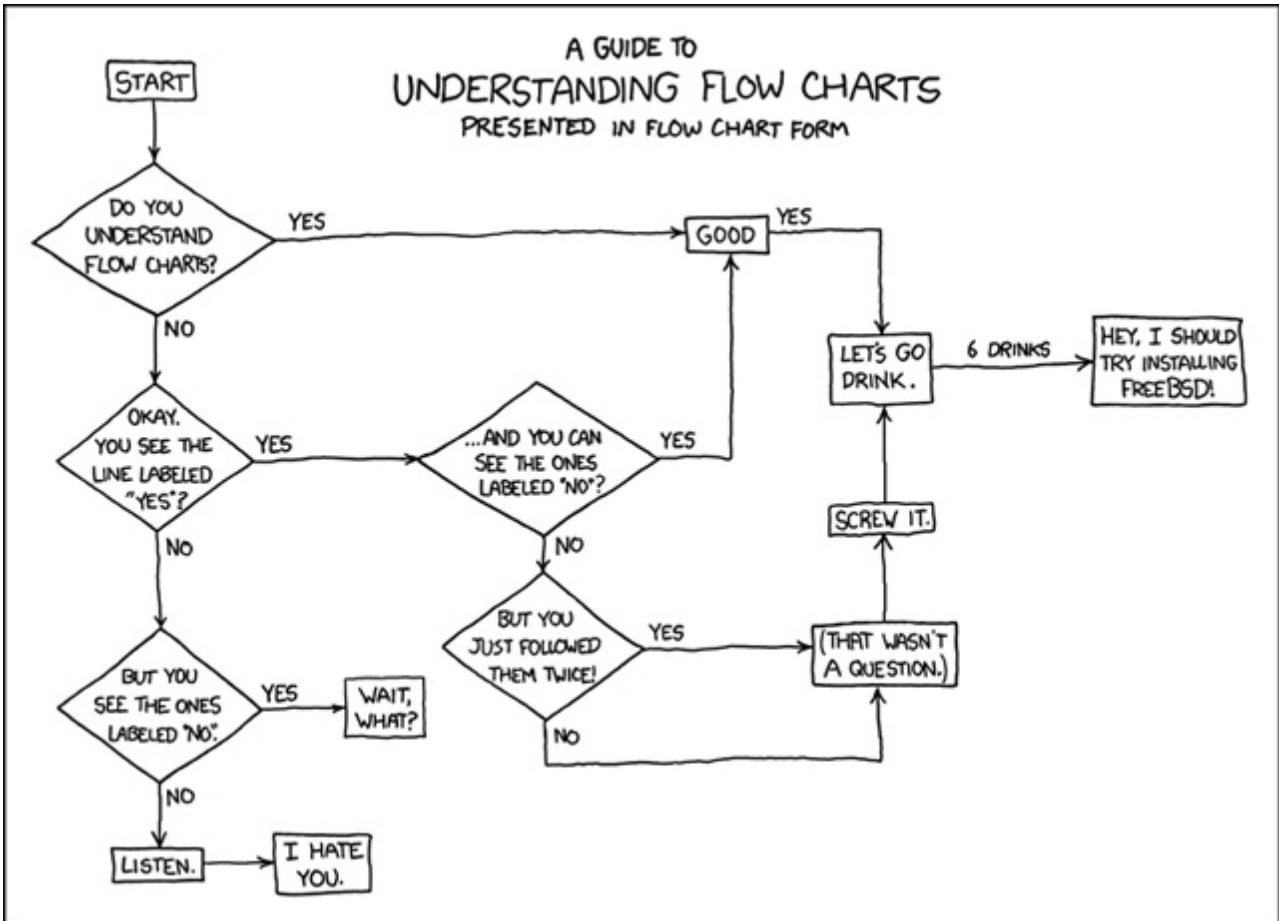 A GUIDE TO
UNDERSTANDING FLOW CHARTS
PRESENTED IN FLOW CHART FORM
START
DO YOU
UNDERSTAND
FLOW CHARTS?
YES
GOOD
YES
NO
LET'S GO
DRINK.
6 DRINKS
HEY, I SHOULD
TRY INSTALLING
FREEBSD!
OKAY.
YOU SEE THE
LINE LABELED
"YES"?
YES
...AND YOU CAN
SEE THE ONES
LABELED "NO"?
YES
NO
NO
SCREW IT.
BUT YOU
JUST FOLLOWED
THEM TWICE!
YES
(THAT WASN'T
A QUESTION.)
NO
BUT YOU
SEE THE ONES
LABELED "NO".
YES
WAIT,
WHAT?
NO
LISTEN.
I HATE
YOU.